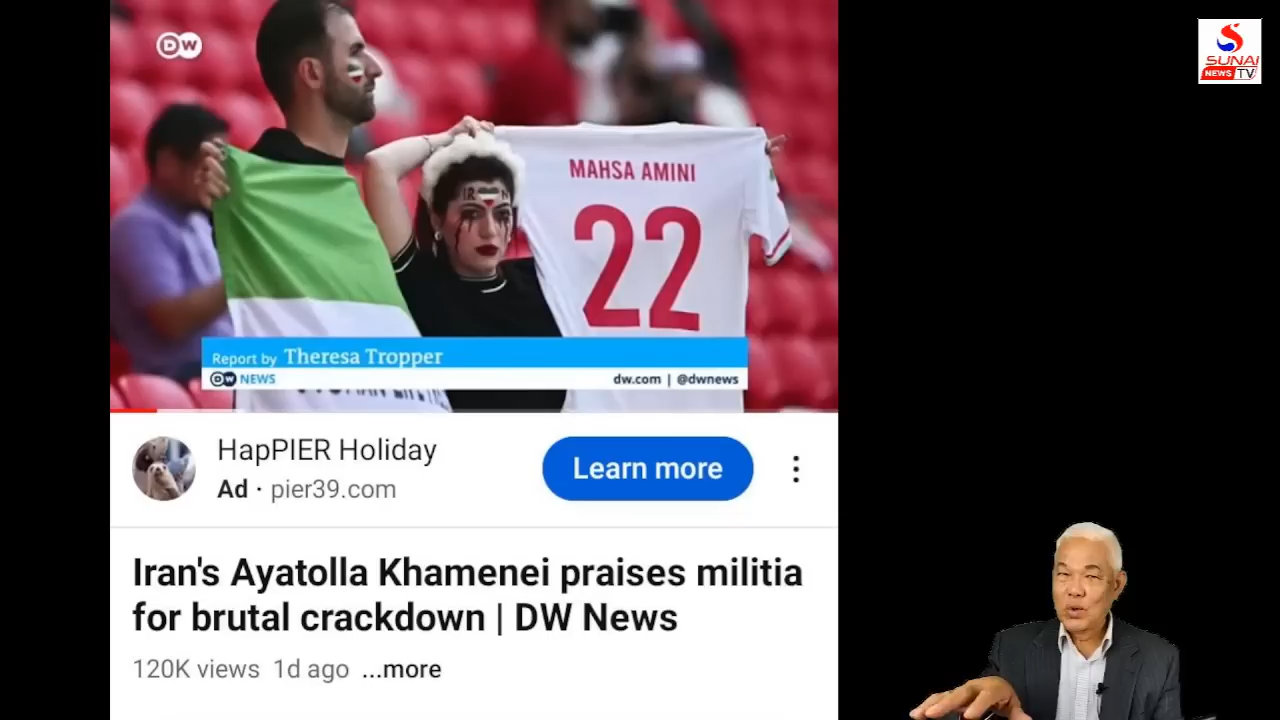 DW
SUNAI
NEWS TV
MAHSA AMINI
22
IRAN
Report by Theresa Tropper
DW NEWS
dw.com | @dwnews
HapPIER Holiday
Learn more
Ad · pier39.com
Iran's Ayatolla Khamenei praises militia
for brutal crackdown | DW News
120K views 1d ago ...more